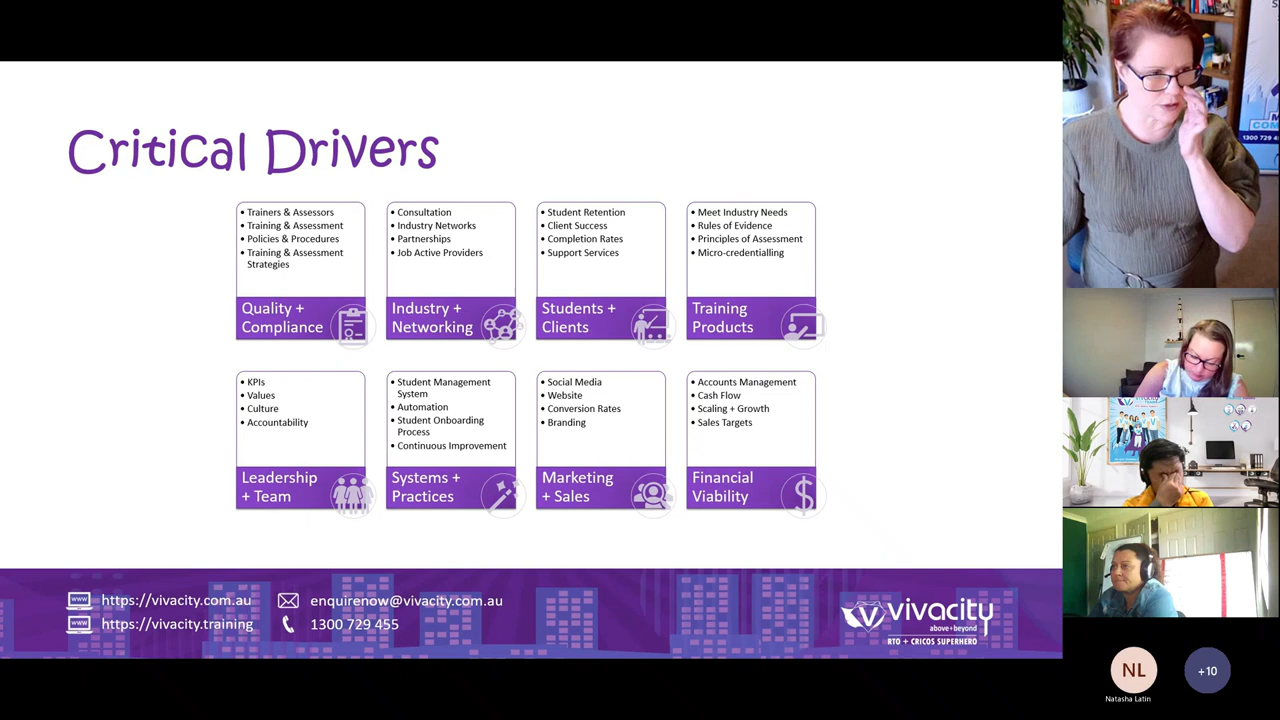 Critical Drivers
• Trainers & Assessors
• Training & Assessment
• Policies & Procedures
• Training & Assessment
Strategies
Quality +
Compliance
• Consultation
• Industry Networks
• Partnerships
• Job Active Providers
Industry +
Networking
• Student Retention
• Client Success
• Completion Rates
• Support Services
Students +
Clients
• Meet Industry Needs
• Rules of Evidence
• Principles of Assessment
• Micro-credentialling
Training
Products
• KPIs
• Values
• Culture
• Accountability
Leadership
+ Team
• Student Management
System
• Automation
• Student Onboarding
Process
• Continuous Improvement
Systems +
Practices
• Social Media
• Website
• Conversion Rates
• Branding
Marketing
+ Sales
• Accounts Management
• Cash Flow
• Scaling + Growth
• Sales Targets
Financial
Viability
$
www https://vivacity.com.au
enquirenow@vivacity.com.au
www https://vivacity.training
1300 729 455
vivacity
above+beyond
RTO + CRICOS SUPERHERO
1300 729
NL
+10
Natasha Latin